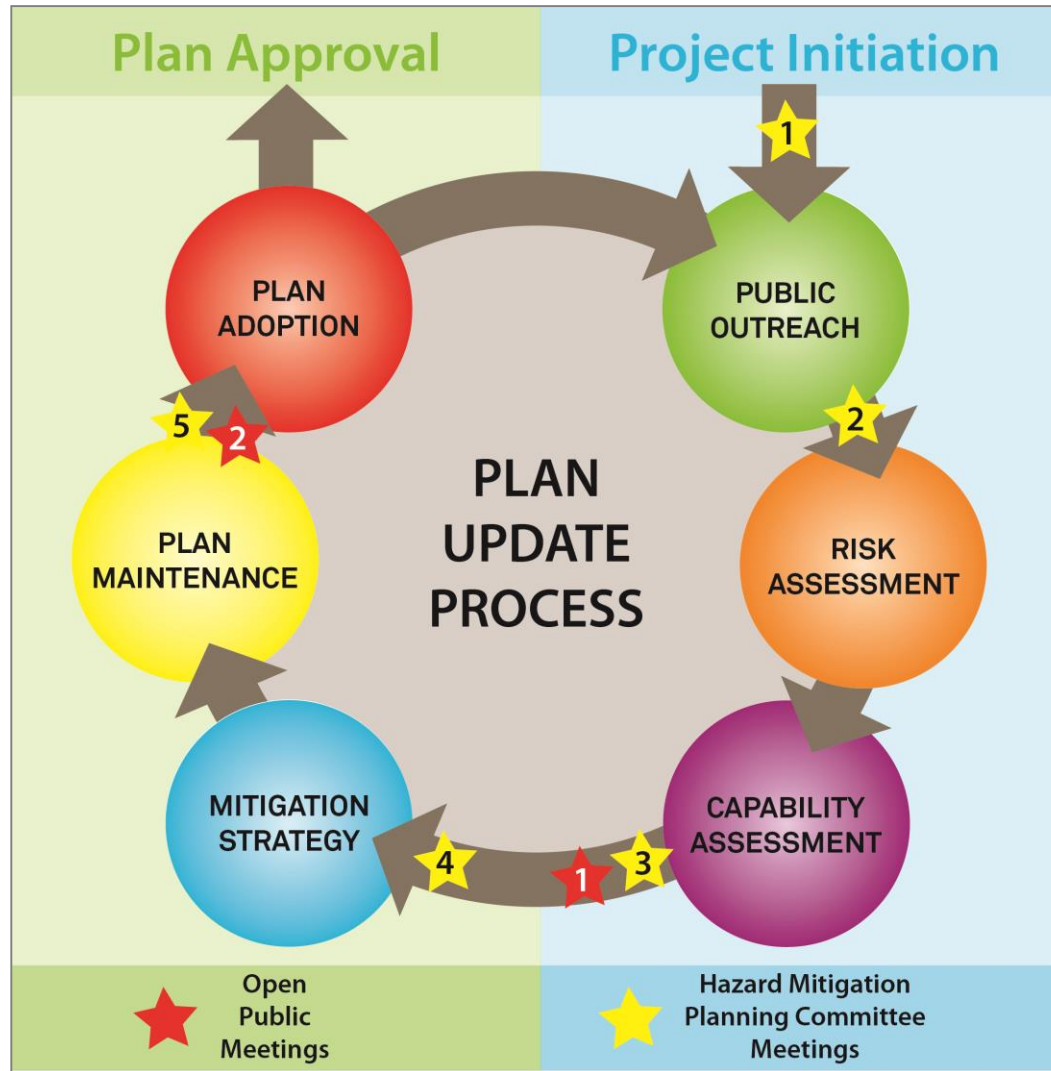 Plan Approval
Project Initiation
1
PLAN
ADOPTION
PUBLIC
OUTREACH
2
5
2
PLAN
MAINTENANCE
PLAN
UPDATE
PROCESS
RISK
ASSESSMENT
MITIGATION
STRATEGY
4
1
3
CAPABILITY
ASSESSMENT
Open
Public
Meetings
Hazard Mitigation
Planning Committee
Meetings